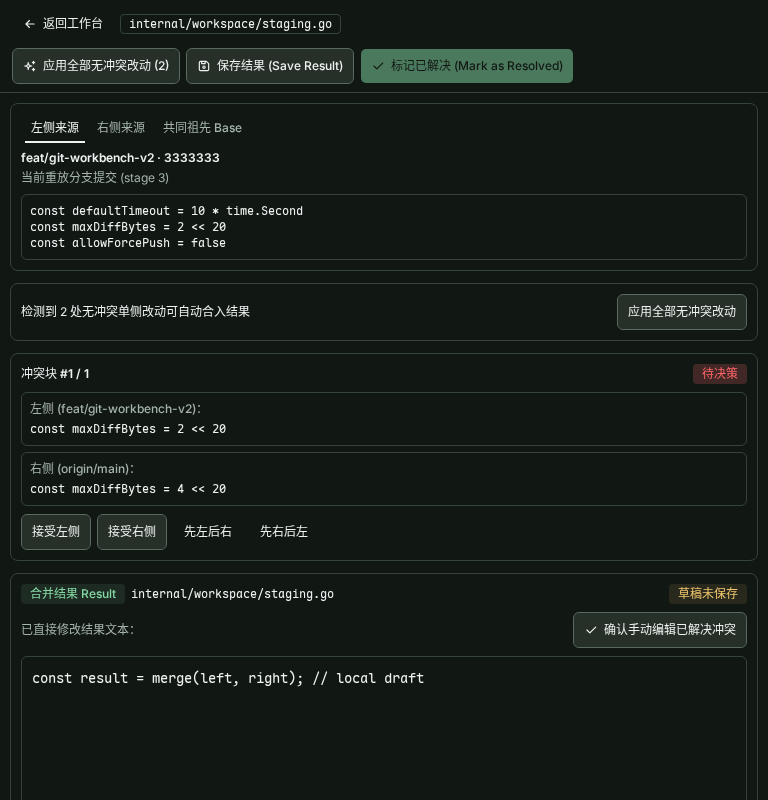 返回工作台 internal/workspace/staging.go
应用全部无冲突改动 (2) 保存结果 (Save Result) 标记已解决 (Mark as Resolved)
左侧来源 右侧来源 共同祖先 Base
feat/git-workbench-v2 · 3333333
当前重放分支提交 (stage 3)
const defaultTimeout = 10 * time.Second
const maxDiffBytes = 2 << 20
const allowForcePush = false
检测到 2 处无冲突单侧改动可自动合入结果 应用全部无冲突改动
冲突块 #1 / 1 待决策
左侧 (feat/git-workbench-v2):
const maxDiffBytes = 2 << 20
右侧 (origin/main):
const maxDiffBytes = 4 << 20
接受左侧 接受右侧 先左后右 先右后左
合并结果 Result internal/workspace/staging.go 草稿未保存
已直接修改结果文本: 确认手动编辑已解决冲突
const result = merge(left, right); // local draft